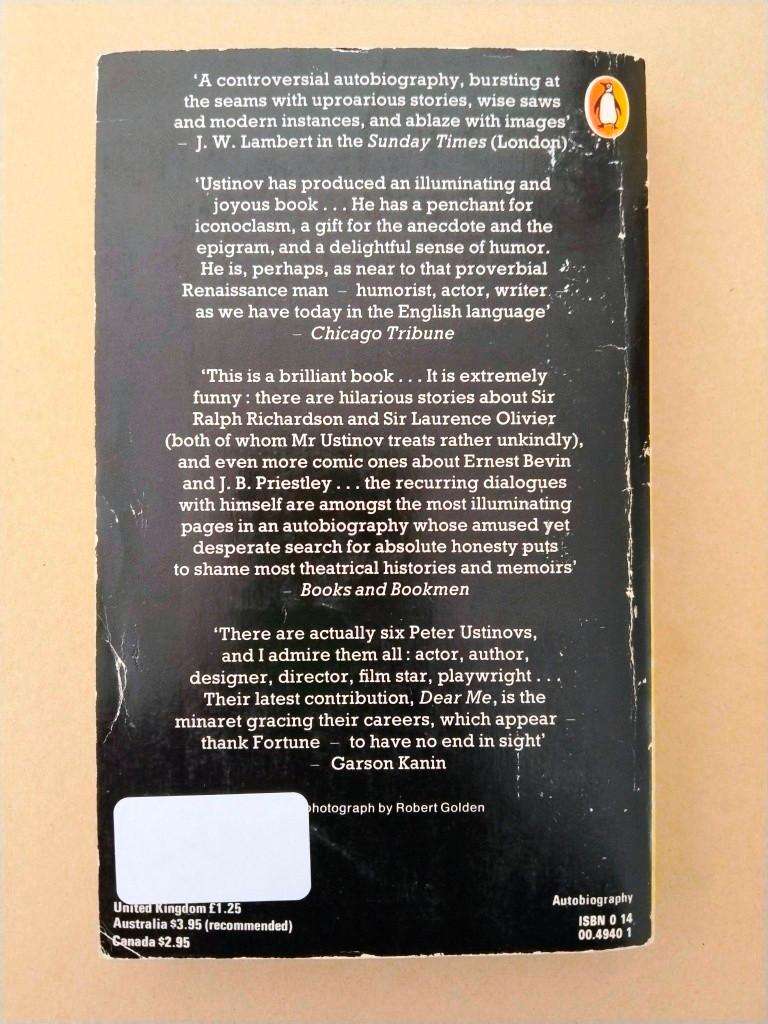 ‘A controversial autobiography, bursting at
the seams with uproarious stories, wise saws
and modern instances, and ablaze with images’
– J. W. Lambert in the Sunday Times (London)
‘Ustinov has produced an illuminating and
joyous book . . . He has a penchant for
iconoclasm, a gift for the anecdote and the
epigram, and a delightful sense of humor.
He is, perhaps, as near to that proverbial
Renaissance man – humorist, actor, writer –
as we have today in the English language’
– Chicago Tribune
‘This is a brilliant book . . . It is extremely
funny : there are hilarious stories about Sir
Ralph Richardson and Sir Laurence Olivier
(both of whom Mr Ustinov treats rather unkindly),
and even more comic ones about Ernest Bevin
and J. B. Priestley . . . the recurring dialogues
with himself are amongst the most illuminating
pages in an autobiography whose amused yet
desperate search for absolute honesty puts
to shame most theatrical histories and memoirs’
– Books and Bookmen
‘There are actually six Peter Ustinovs,
and I admire them all : actor, author,
designer, director, film star, playwright . . .
Their latest contribution, Dear Me, is the
minaret gracing their careers, which appear –
thank Fortune – to have no end in sight’
– Garson Kanin
photograph by Robert Golden
United Kingdom £1.25
Australia $3.95 (recommended)
Canada $2.95
Autobiography
ISBN 0 14
00.4940 1